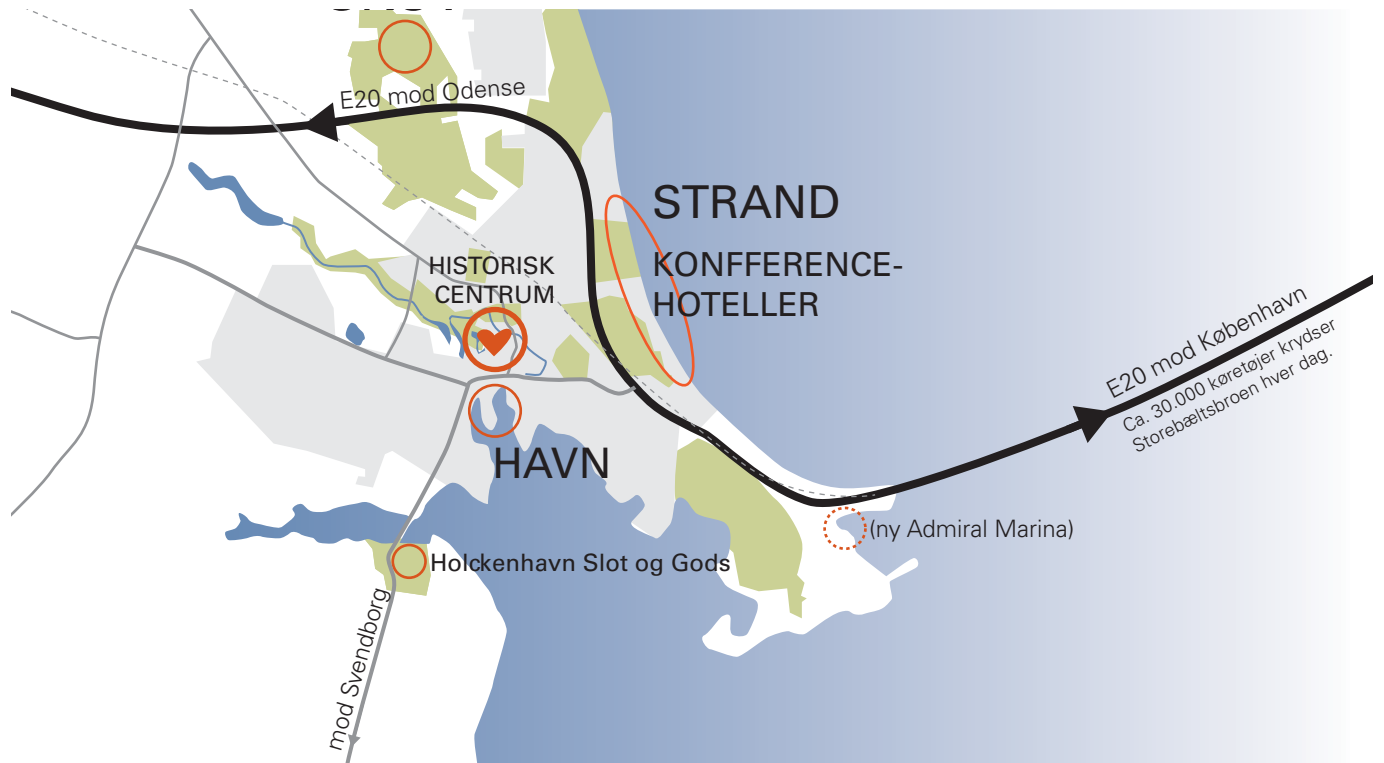 E20 mod Odense
STRAND
KONFFERENCE-
HOTELLER
HISTORISK
CENTRUM
E20 mod København
Ca. 30.000 køretøjer krydser
Storebæltsbroen hver dag.
HAVN
(ny Admiral Marina)
Holckenhavn Slot og Gods
mod Svendborg